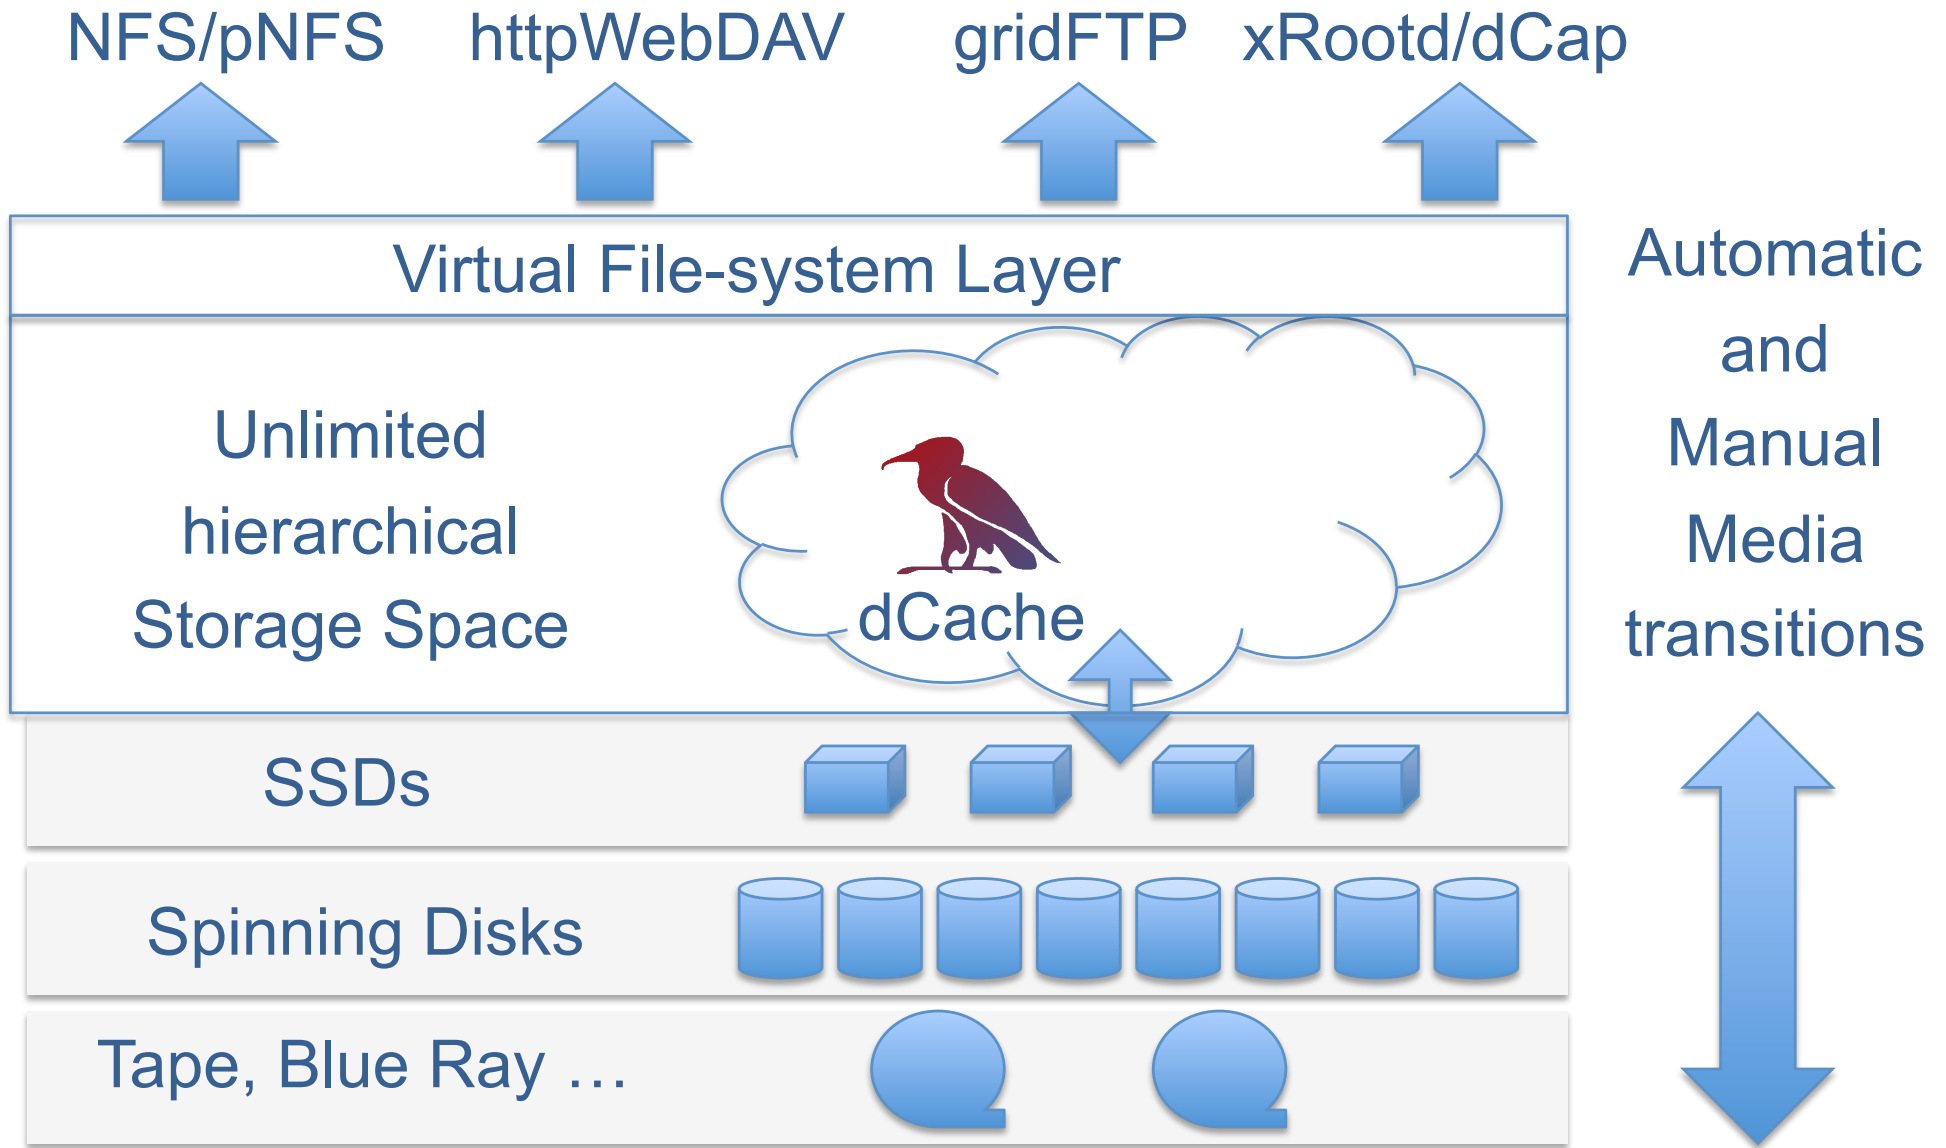 NFS/pNFS httpWebDAV gridFTP xRootd/dCap
Virtual File-system Layer
Unlimited
hierarchical
Storage Space
dCache
Automatic
and
Manual
Media
transitions
SSDs
Spinning Disks
Tape, Blue Ray …